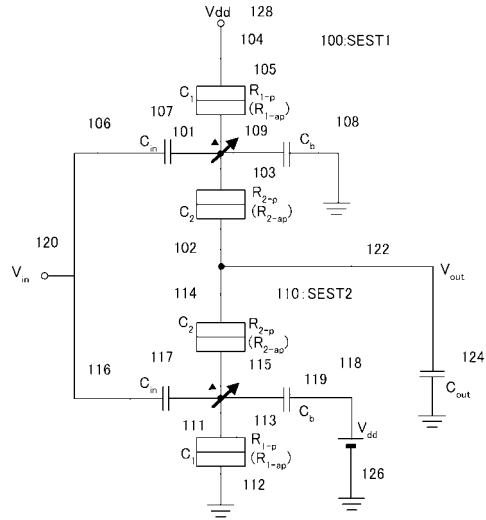 Vdd 128
104
100:SEST1
105
C1 R1-p
(R1-ap)
107
106 Cin 101 109 Cb 108
103
C2 R2-p
(R2-ap)
120
102 122
Vin Vout
114 110:SEST2
C2 R2-p
(R2-ap)
117 118
116 Cin 115 119 124
Cb Cout
111 113 Vdd
C1 R1-p
(R1-ap)
112 126